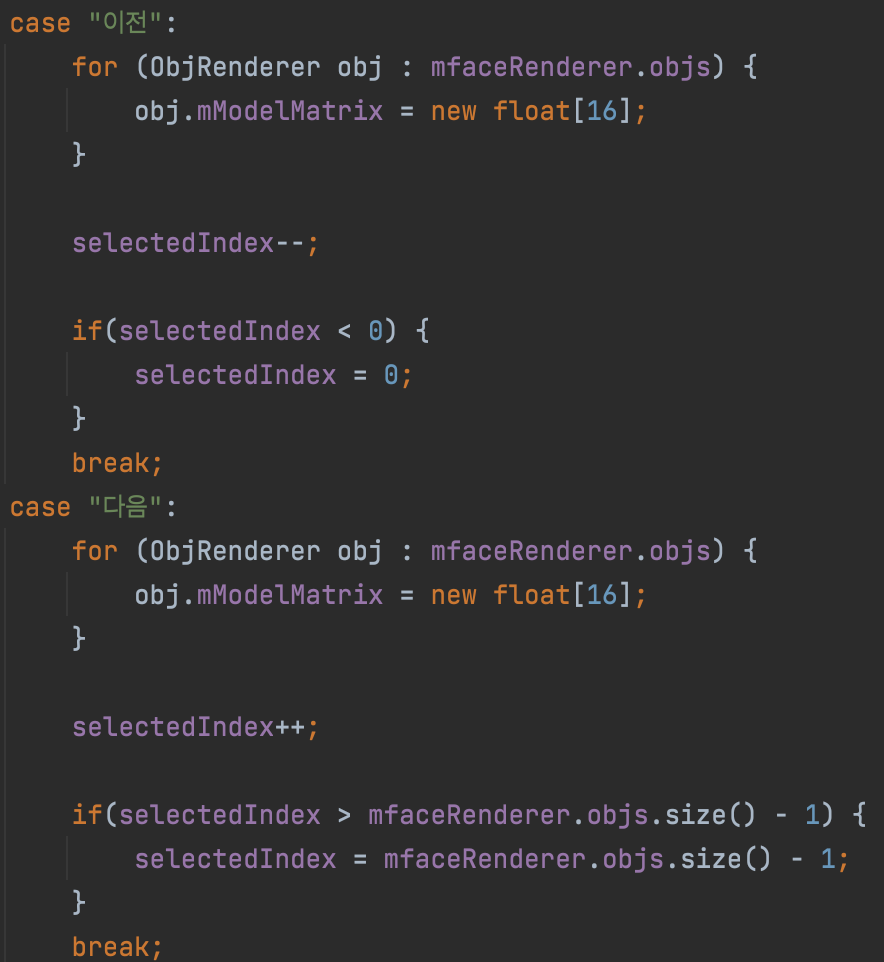 case "이전":
    for (ObjRenderer obj : mfaceRenderer.objs) {
        obj.mModelMatrix = new float[16];
    }

    selectedIndex--;

    if(selectedIndex < 0) {
        selectedIndex = 0;
    }
    break;
case "다음":
    for (ObjRenderer obj : mfaceRenderer.objs) {
        obj.mModelMatrix = new float[16];
    }

    selectedIndex++;

    if(selectedIndex > mfaceRenderer.objs.size() - 1) {
        selectedIndex = mfaceRenderer.objs.size() - 1;
    }
    break;